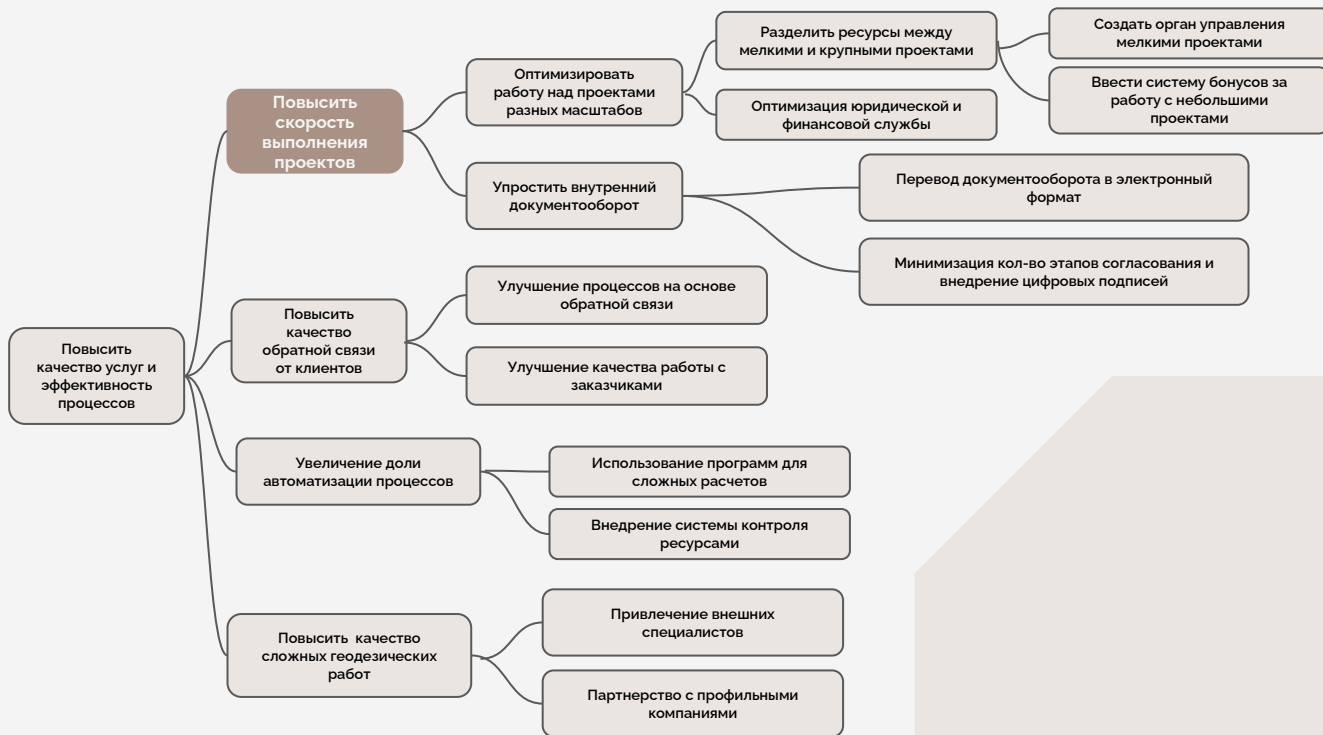 Повысить
качество услуг и
эффективность
процессов
Повысить
скорость
выполнения
проектов
Оптимизировать
работу над проектами
разных масштабов
Разделить ресурсы между
мелкими и крупными проектами
Создать орган управления
мелкими проектами
Ввести систему бонусов за
работу с небольшими
проектами
Оптимизация юридической и
финансовой службы
Упростить внутренний
документооборот
Перевод документооборота в электронный
формат
Минимизация кол-во этапов согласования и
внедрение цифровых подписей
Повысить
качество
обратной связи
от клиентов
Улучшение процессов на основе
обратной связи
Улучшение качества работы с
заказчиками
Увеличение доли
автоматизации процессов
Использование программ для
сложных расчетов
Внедрение системы контроля
ресурсами
Повысить качество
сложных геодезических
работ
Привлечение внешних
специалистов
Партнерство с профильными
компаниями